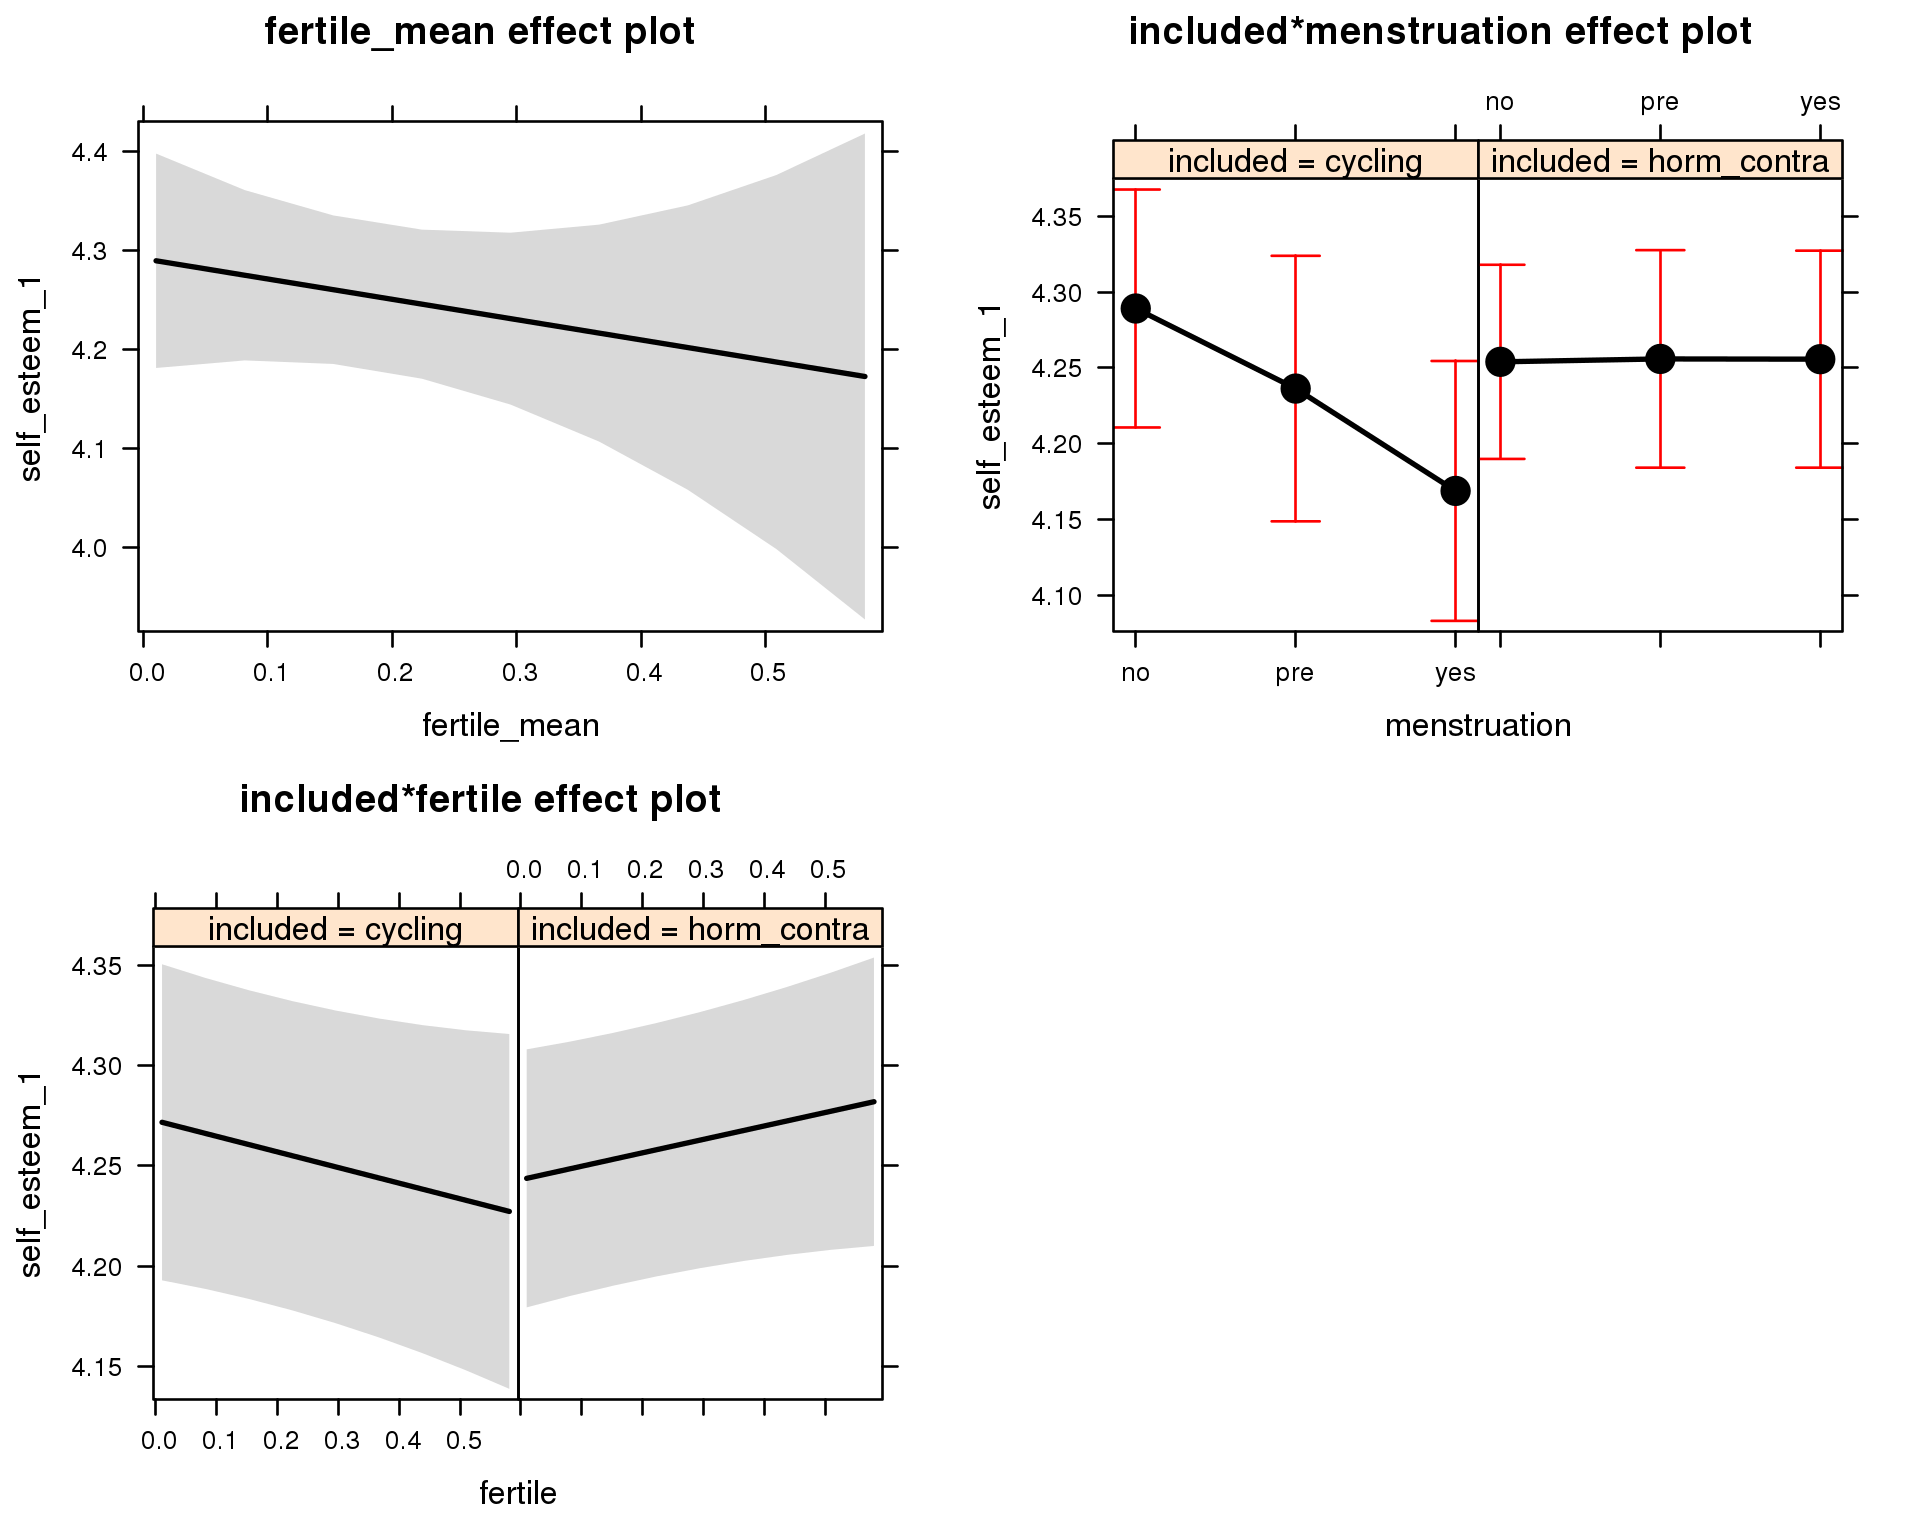 fertile_mean effect plot
4.4
4.3
4.2
4.1
4.0
self_esteem_1
0.0 0.1 0.2 0.3 0.4 0.5
fertile_mean
included*menstruation effect plot
no pre yes
included = cycling included = horm_contra
4.35
4.30
4.25
4.20
4.15
4.10
self_esteem_1
no pre yes
menstruation
included*fertile effect plot
0.0 0.1 0.2 0.3 0.4 0.5
included = cycling included = horm_contra
4.35
4.30
4.25
4.20
4.15
self_esteem_1
0.0 0.1 0.2 0.3 0.4 0.5
fertile